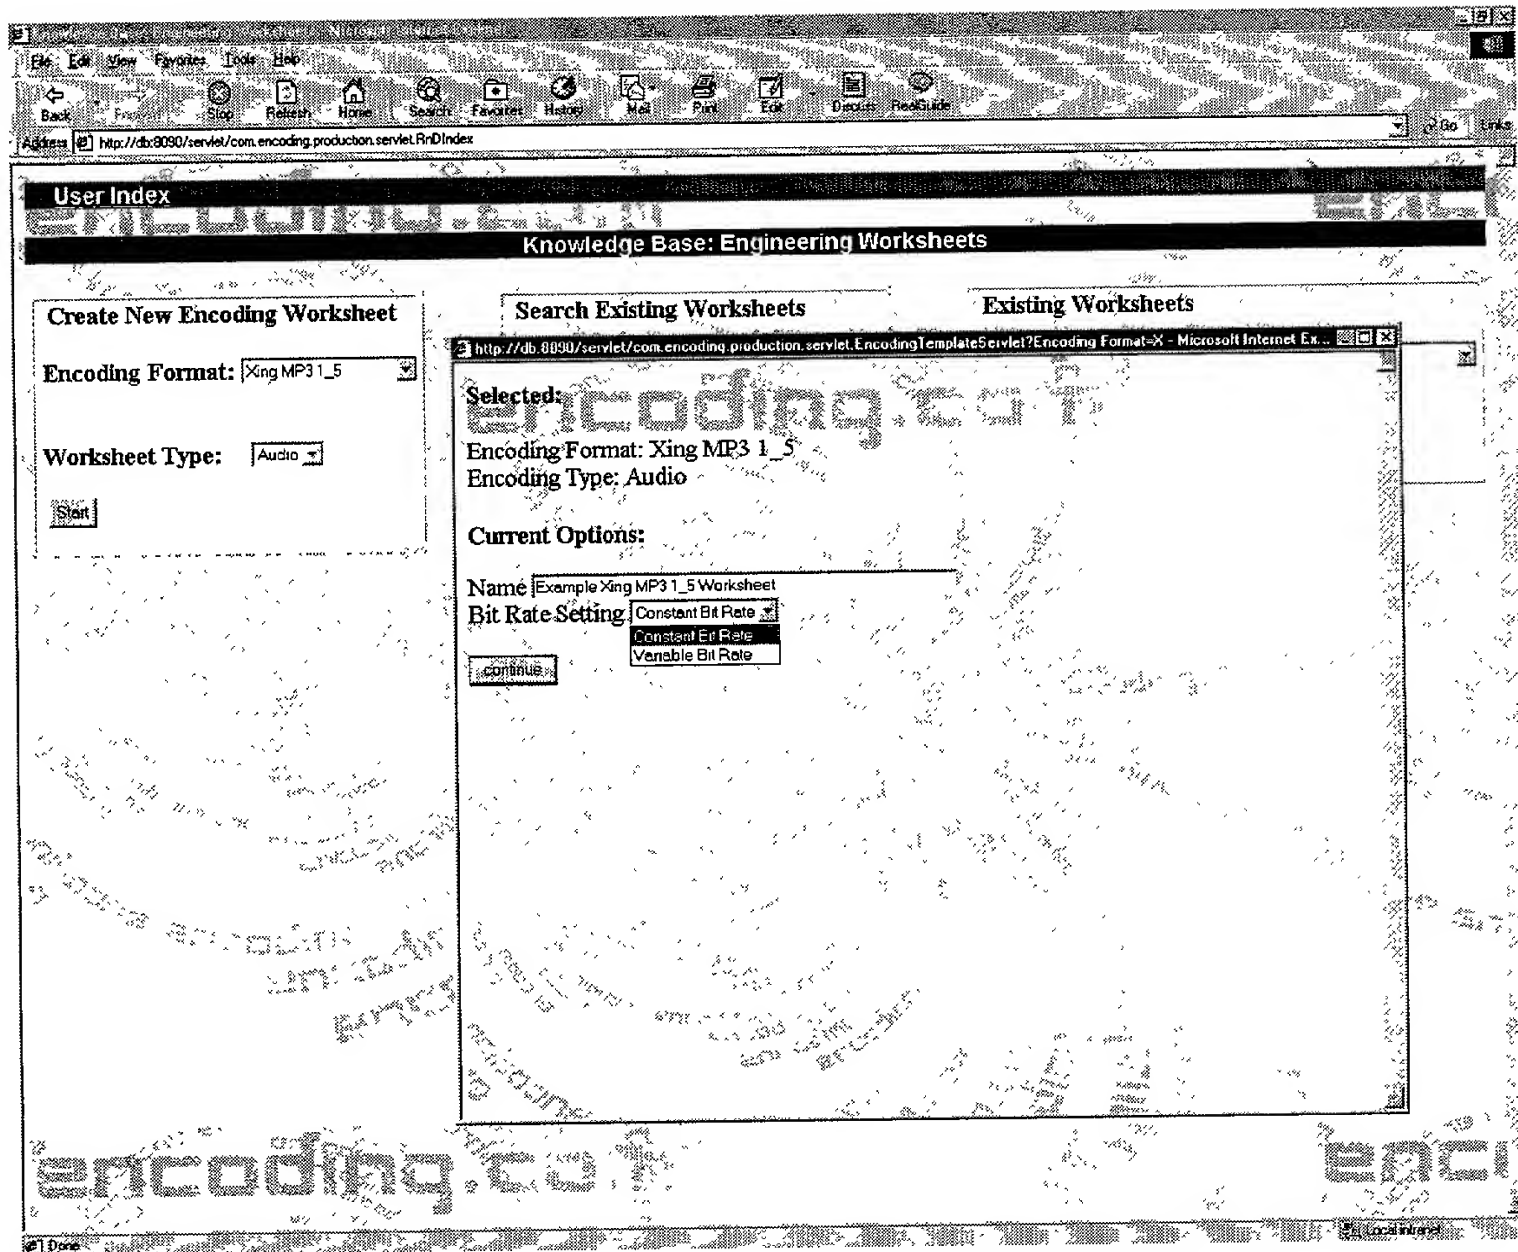 File Edit View Favorites Tools Help
Back Forward Stop Refresh Home Search Favorites History Mail Print Edit Discuss RealGuide
Address http://db:8090/servlet/com.encoding.production.servlet.RnDIndex Go Links
User Index
Knowledge Base: Engineering Worksheets
Create New Encoding Worksheet
Encoding Format: Xing MP3 1_5
Worksheet Type: Audio
Start
Search Existing Worksheets
Existing Worksheets
http://db:8090/servlet/com.encoding.production.servlet.EncodingTemplateServlet?Encoding Format=X - Microsoft Internet Ex...
Selected:
encoding.com
Encoding Format: Xing MP3 1_5
Encoding Type: Audio
Current Options:
Name Example Xing MP3 1_5 Worksheet
Bit Rate Setting Constant Bit Rate
Constant Bit Rate
Variable Bit Rate
continue
Done
Local intranet